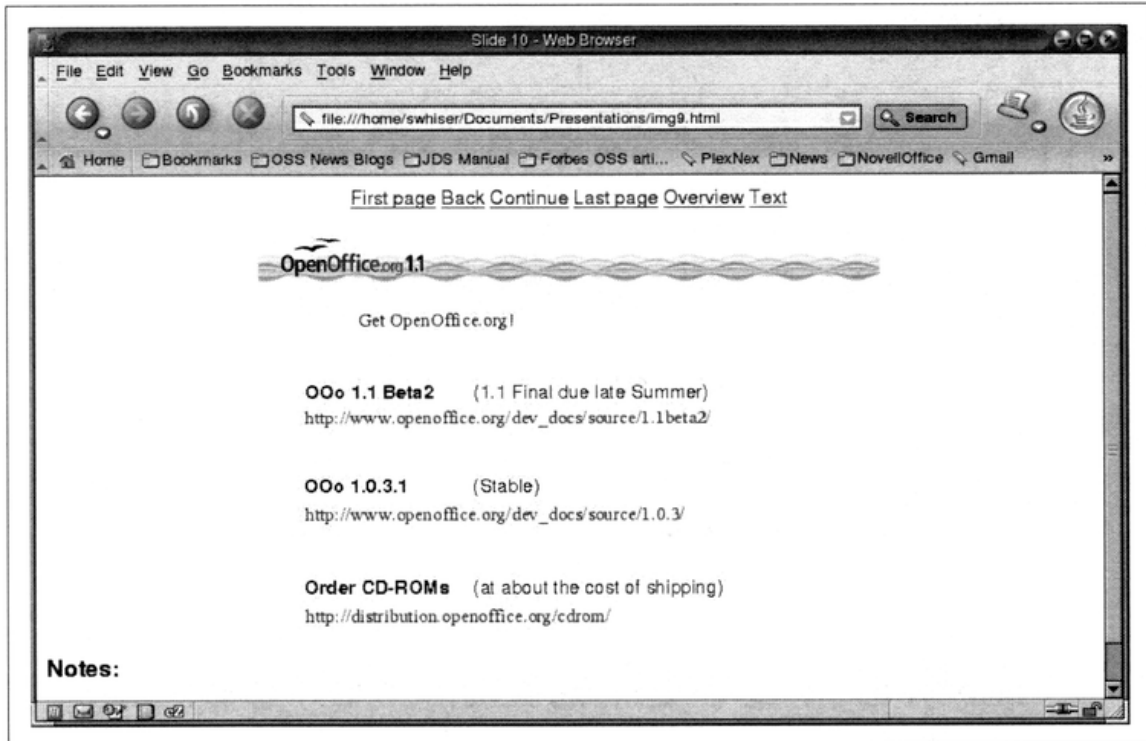 Slide 10 - Web Browser
File Edit View Go Bookmarks Tools Window Help
file:///home/swhiser/Documents/Presentations/img9.html Search
Home Bookmarks OSS News Blogs JDS Manual Forbes OSS arti... PlexNex News NovellOffice Gmail »
First page Back Continue Last page Overview Text
OpenOffice.org 1.1
Get OpenOffice.org!
OOo 1.1 Beta2 (1.1 Final due late Summer)
http://www.openoffice.org/dev_docs/source/1.1beta2/
OOo 1.0.3.1 (Stable)
http://www.openoffice.org/dev_docs/source/1.0.3/
Order CD-ROMs (at about the cost of shipping)
http://distribution.openoffice.org/cdrom/
Notes: